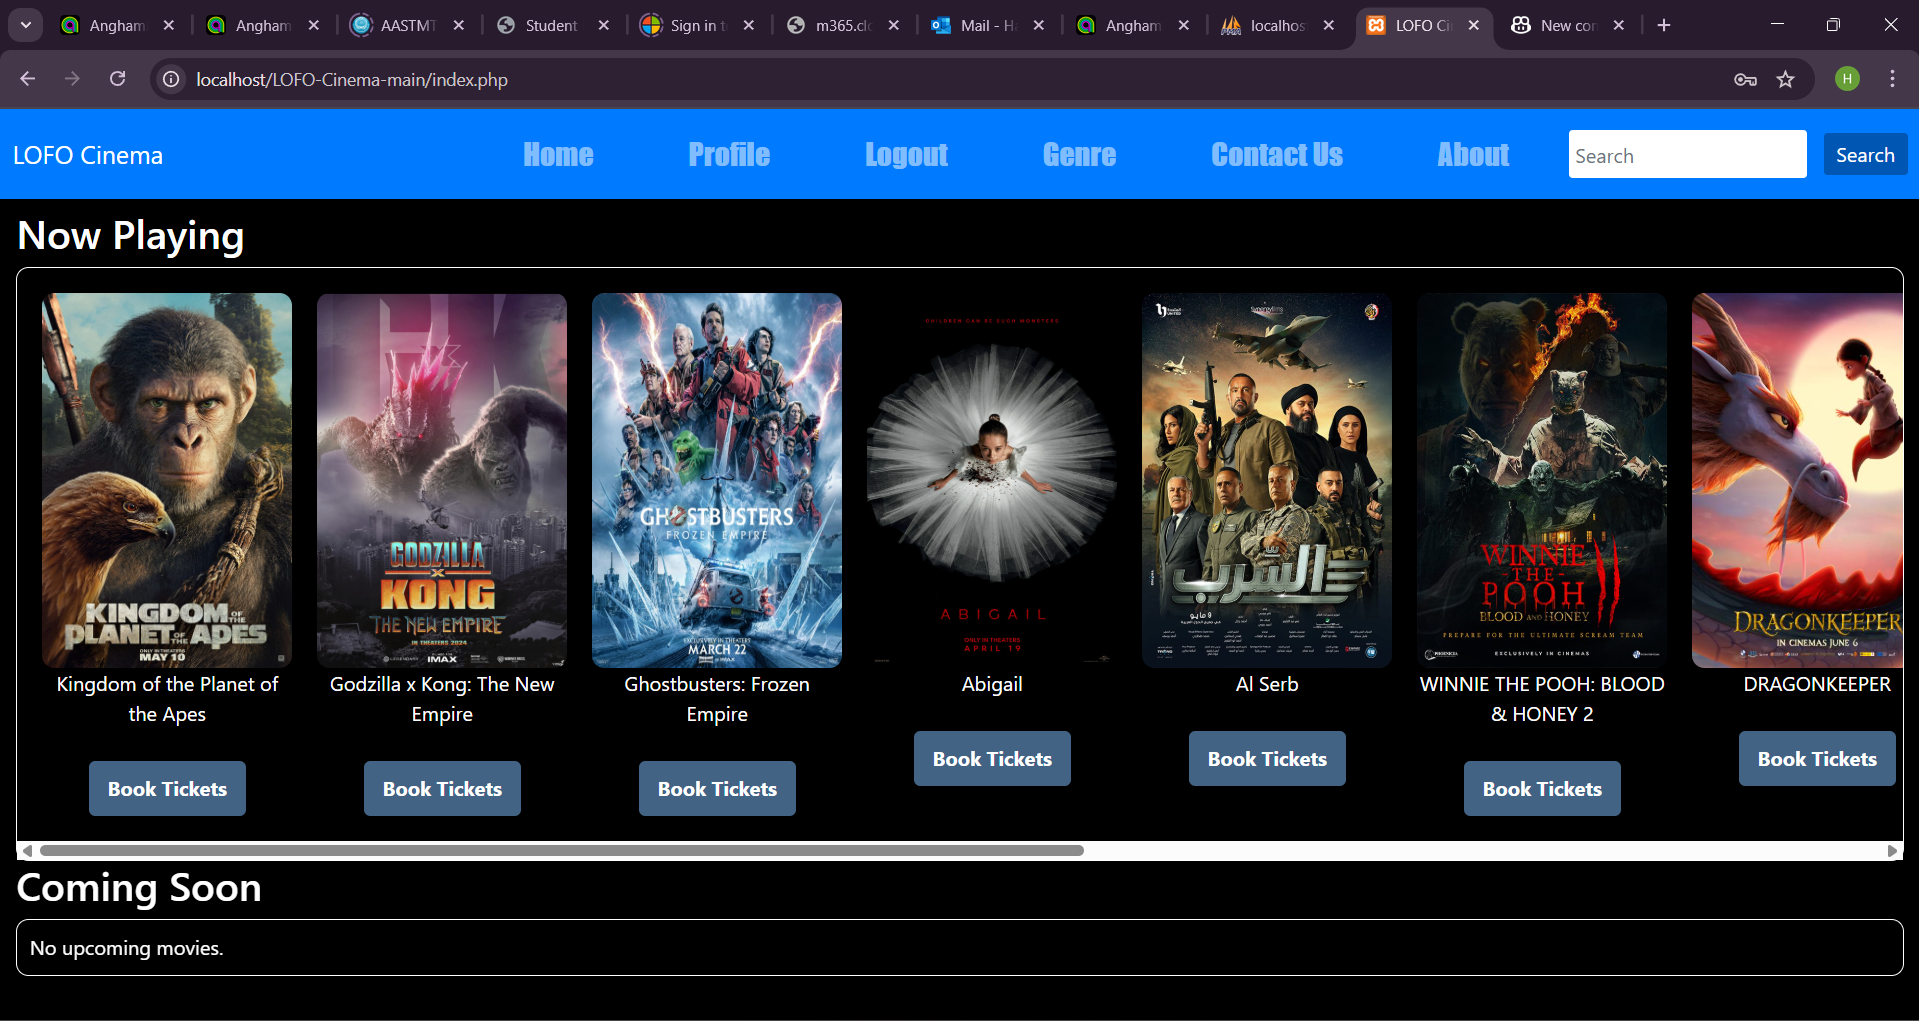 Angham
Angham
AASTMT
Student
Sign in t
m365.cl
Mail - H
Angham
localhos
LOFO Ci
New con
localhost/LOFO-Cinema-main/index.php
H
LOFO Cinema
Home
Profile
Logout
Genre
Contact Us
About
Search
Search
Now Playing
KINGDOM OF THE
PLANET OF THE APES
ONLY IN THEATERS
MAY 10
GODZILLA
X
KONG
THE NEW EMPIRE
IN THEATERS 2024
LEGENDARY IMAX
GHOSTBUSTERS
FROZEN EMPIRE
EXCLUSIVELY IN THEATERS
MARCH 22
IMAX
CHILDREN CAN BE SUCH MONSTERS
ABIGAIL
ONLY IN THEATERS
APRIL 19
Synergy films
السرب
٩ مايو
WINNIE
-THE-
POOH
II
BLOOD AND HONEY
PREPARE FOR THE ULTIMATE SCREAM TEAM
PHOENICIA
EXCLUSIVELY IN CINEMAS
DRAGONKEEPER
IN CINEMAS JUNE 6
Kingdom of the Planet of
the Apes
Godzilla x Kong: The New
Empire
Ghostbusters: Frozen
Empire
Abigail
Al Serb
WINNIE THE POOH: BLOOD
& HONEY 2
DRAGONKEEPER
Book Tickets
Book Tickets
Book Tickets
Book Tickets
Book Tickets
Book Tickets
Book Tickets
Coming Soon
No upcoming movies.